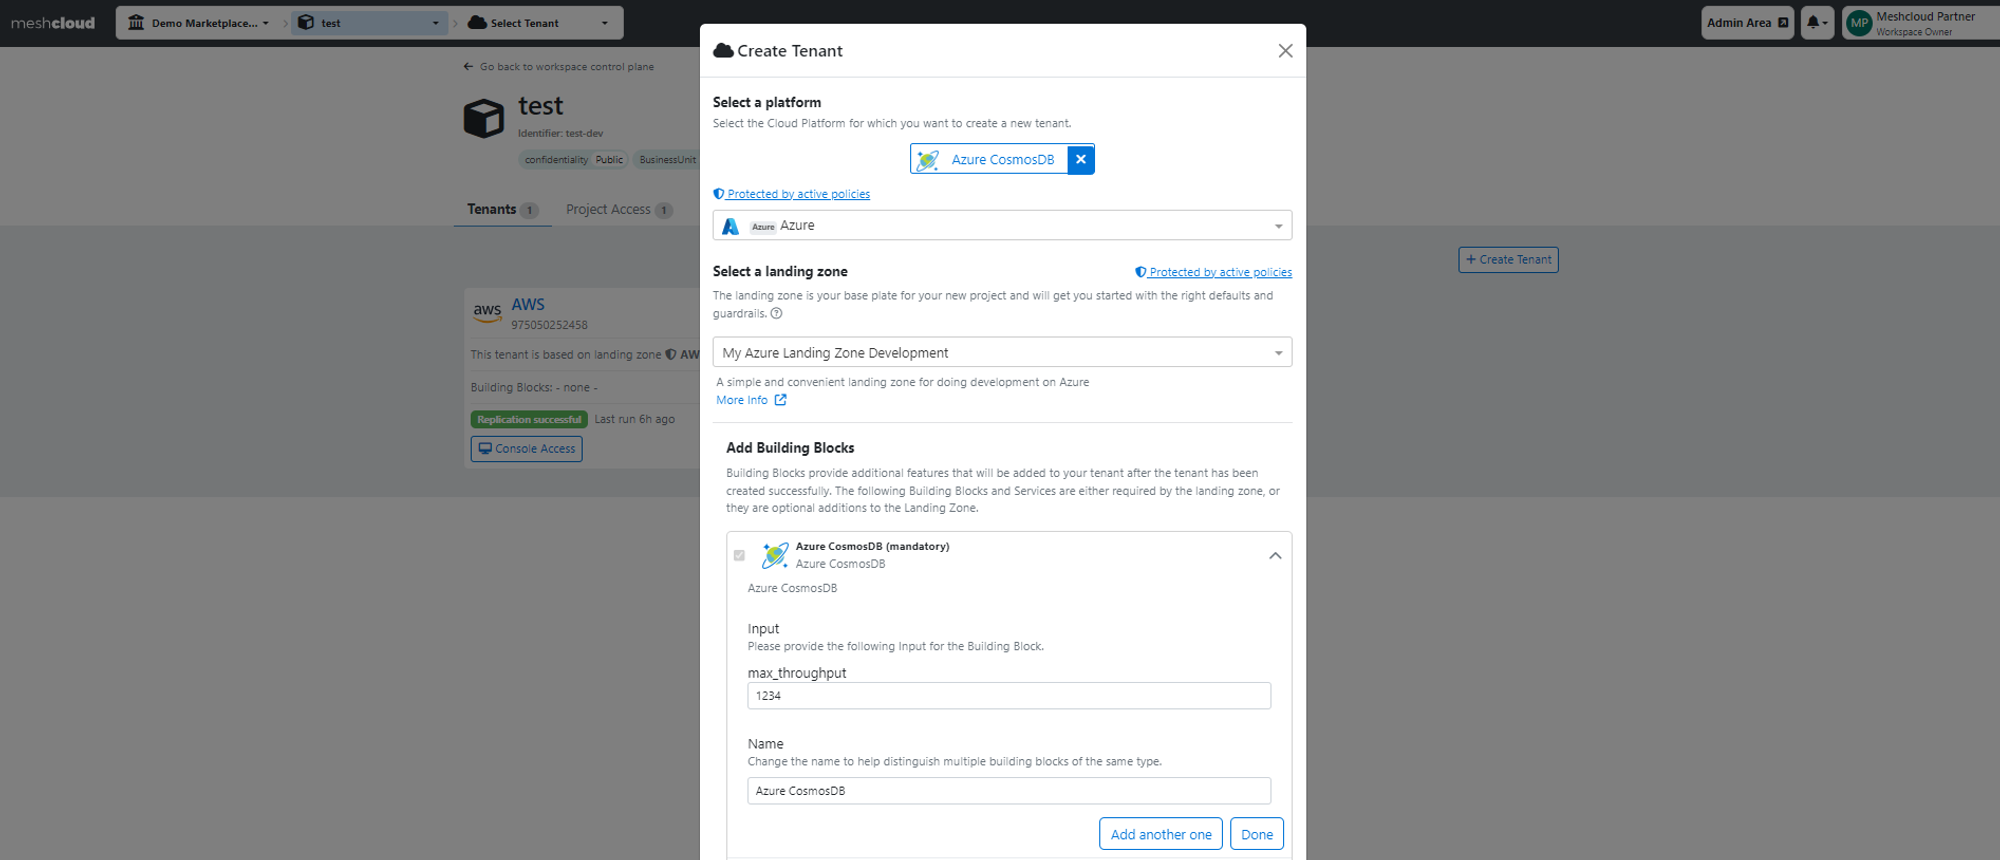 meshcloud
Demo Marketplace...
test
Select Tenant
Admin Area
MP
Meshcloud Partner
Workspace Owner
Go back to workspace control plane
test
Identifier: test-dev
confidentiality Public
BusinessUnit
Tenants 1
Project Access 1
Create Tenant
aws
AWS
975050252458
This tenant is based on landing zone AW
Building Blocks: - none -
Replication successful Last run 6h ago
Console Access
Create Tenant
Select a platform
Select the Cloud Platform for which you want to create a new tenant.
Azure CosmosDB
Protected by active policies
Azure Azure
Select a landing zone
Protected by active policies
The landing zone is your base plate for your new project and will get you started with the right defaults and
guardrails.
My Azure Landing Zone Development
A simple and convenient landing zone for doing development on Azure
More Info
Add Building Blocks
Building Blocks provide additional features that will be added to your tenant after the tenant has been
created successfully. The following Building Blocks and Services are either required by the landing zone, or
they are optional additions to the Landing Zone.
Azure CosmosDB (mandatory)
Azure CosmosDB
Azure CosmosDB
Input
Please provide the following Input for the Building Block.
max_throughput
1234
Name
Change the name to help distinguish multiple building blocks of the same type.
Azure CosmosDB
Add another one
Done